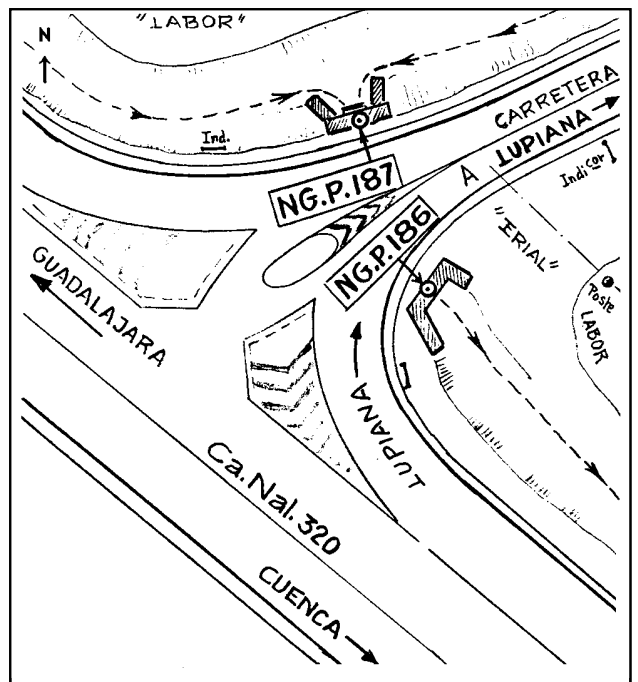 "LABOR"
N
Ind.
CARRETERA
A LUPIANA
NG.P.187
Indicor
NG.P.186
"ERIAL"
Poste
LABOR
GUADALAJARA
LUPIANA
Ca.Nal.320
CUENCA